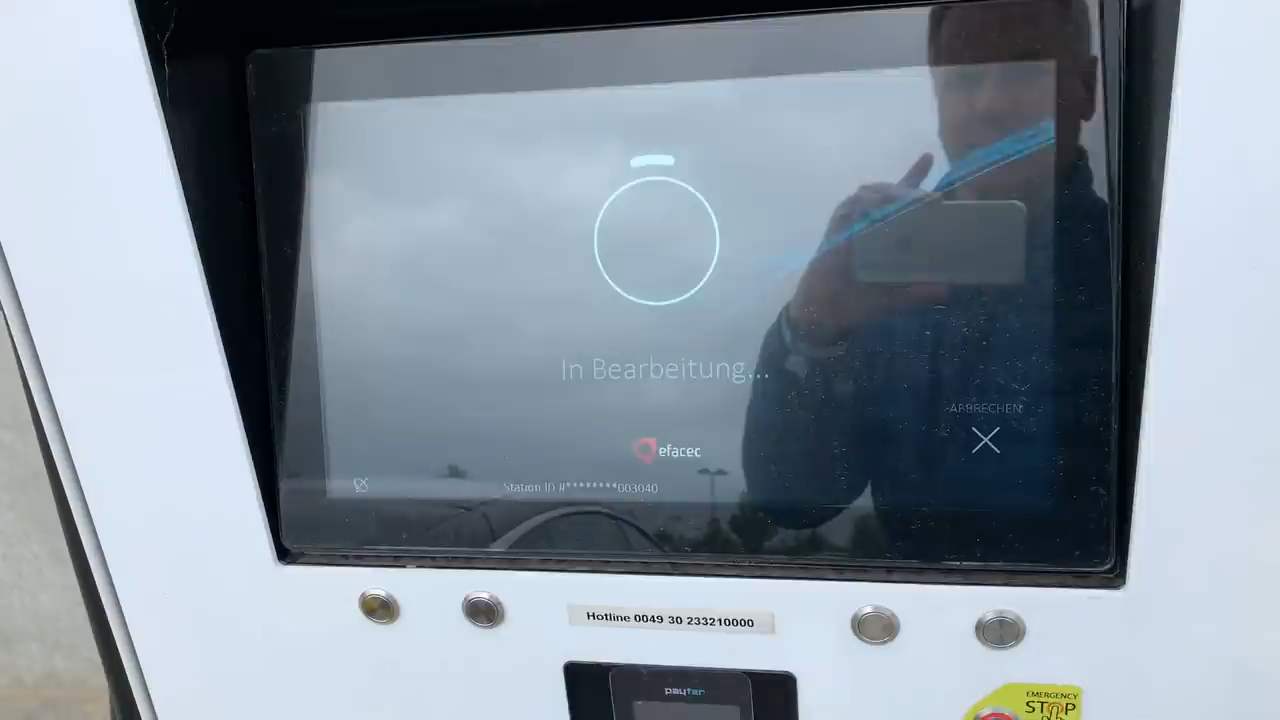 In Bearbeitung...
ABBRECHEN
efacec
Station ID #********003040
Hotline 0049 30 233210000
payter
EMERGENCY
STOP